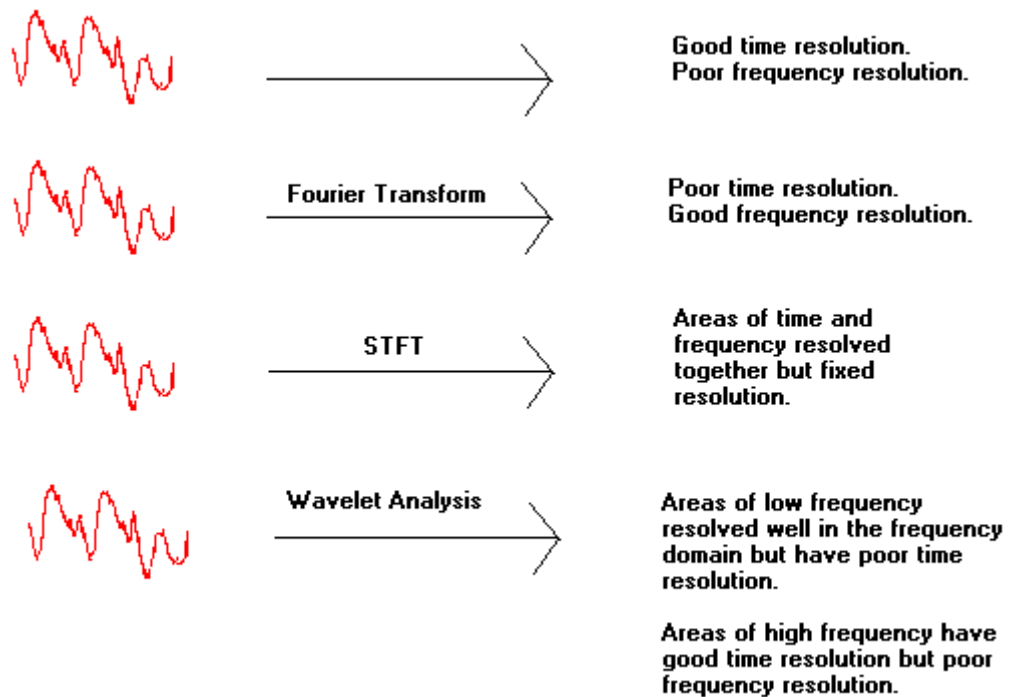 Good time resolution.
Poor frequency resolution.
Fourier Transform
Poor time resolution.
Good frequency resolution.
STFT
Areas of time and
frequency resolved
together but fixed
resolution.
Wavelet Analysis
Areas of low frequency
resolved well in the frequency
domain but have poor time
resolution.
Areas of high frequency have
good time resolution but poor
frequency resolution.